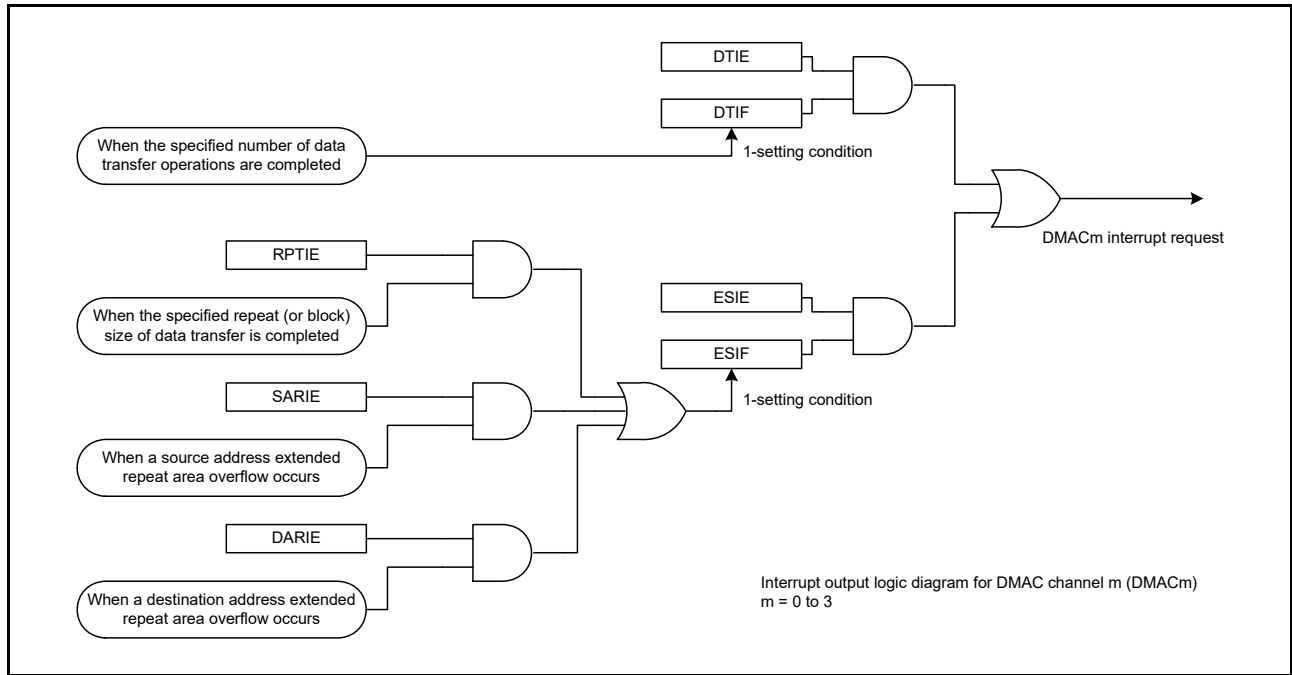 DTIE
DTIF
When the specified number of data
transfer operations are completed
1-setting condition
DMACm interrupt request
RPTIE
When the specified repeat (or block)
size of data transfer is completed
ESIE
ESIF
SARIE
1-setting condition
When a source address extended
repeat area overflow occurs
DARIE
When a destination address extended
repeat area overflow occurs
Interrupt output logic diagram for DMAC channel m (DMACm)
m = 0 to 3